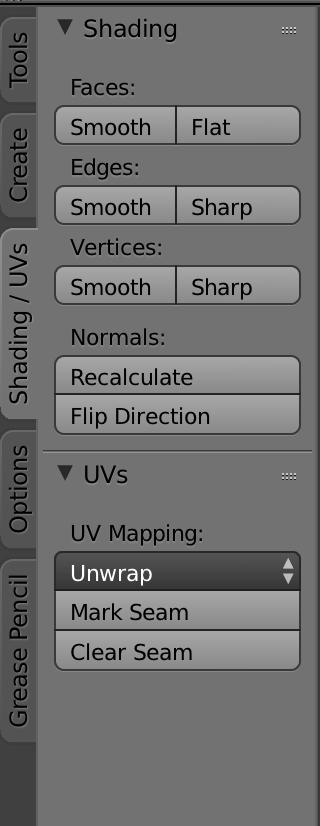 Tools
Create
Shading / UVs
Options
Grease Pencil
Shading
Faces:
Smooth Flat
Edges:
Smooth Sharp
Vertices:
Smooth Sharp
Normals:
Recalculate
Flip Direction
UVs
UV Mapping:
Unwrap
Mark Seam
Clear Seam